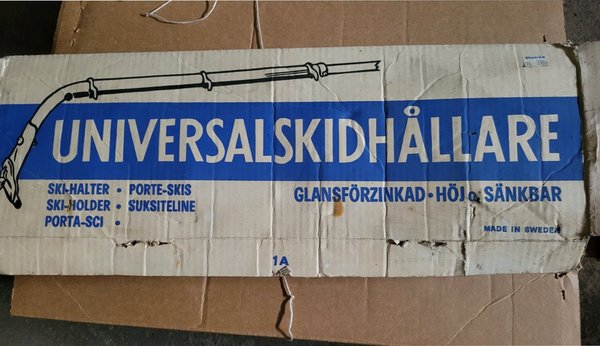 UNIVERSALSKIDHÅLLARE
SKI-HALTER • PORTE-SKIS
SKI-HOLDER • SUKSITELINE
PORTA-SCI •
GLANSFÖRZINKAD • HÖJ o. SÄNKBAR
MADE IN SWEDEN
1A